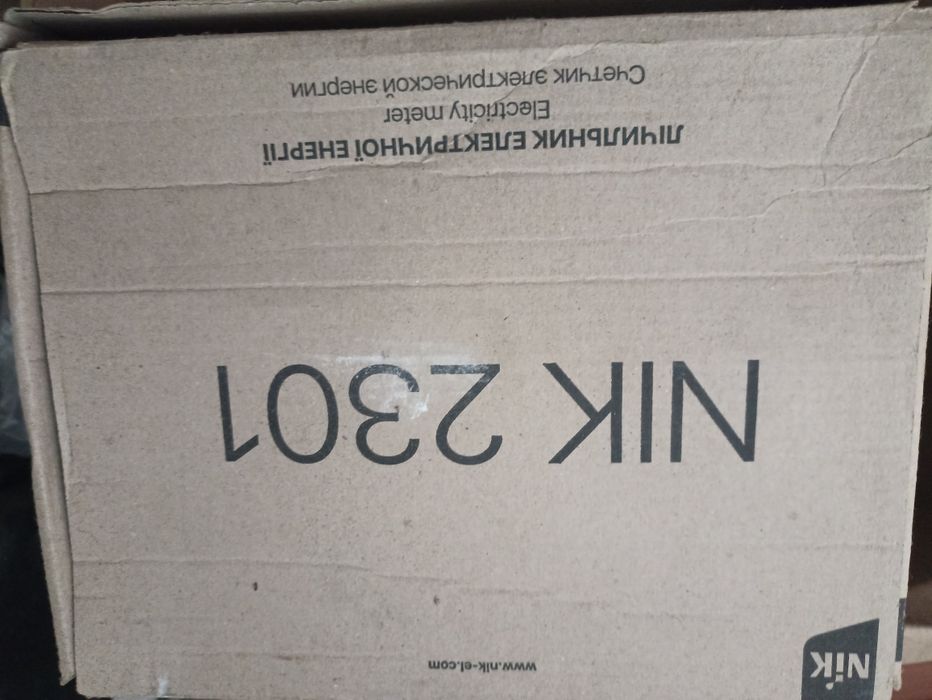 NiK
www.nik-el.com
NIK 2301
ЛІЧИЛЬНИК ЕЛЕКТРИЧНОЇ ЕНЕРГІЇ
Electricity meter
Счетчик электрической энергии